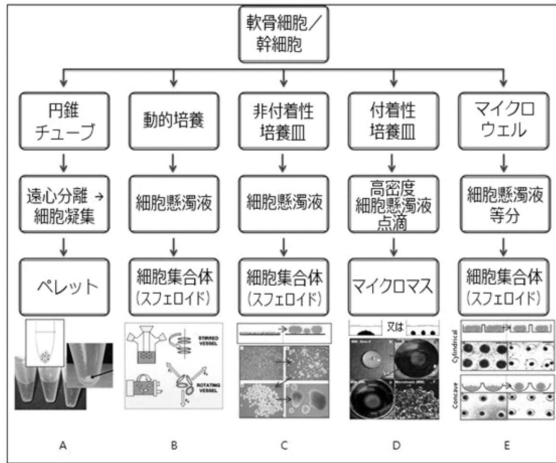 軟骨細胞／
幹細胞
円錐
チューブ
動的培養
非付着性
培養皿
付着性
培養皿
マイクロ
ウェル
遠心分離 →
細胞凝集
細胞懸濁液
細胞懸濁液
高密度
細胞懸濁液
点滴
細胞懸濁液
等分
ペレット
細胞集合体
(スフェロイド)
細胞集合体
(スフェロイド)
マイクロマス
細胞集合体
(スフェロイド)
STIRRED
VESSEL
ROTATING
VESSEL
又は
Cylindrical
Concave
A
B
C
D
E